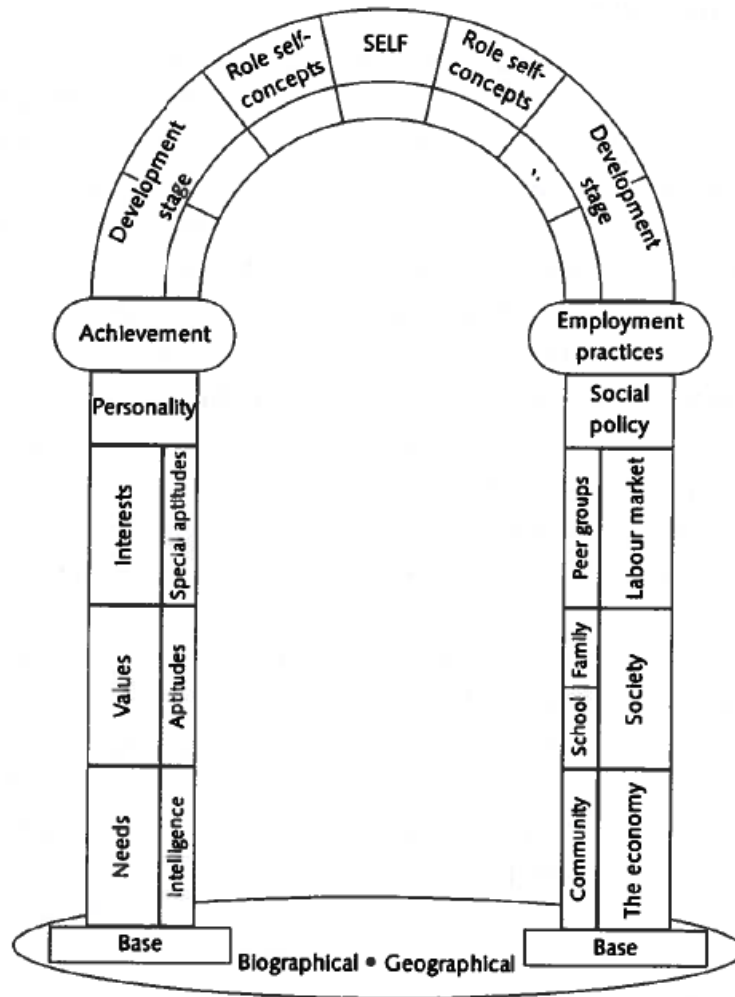 SELF
Role self-
concepts
Role self-
concepts
Development
stage
Development
stage
Achievement
Employment
practices
Personality
Social
policy
Interests
Special aptitudes
Peer groups
Labour market
Values
Aptitudes
Family
School
Society
Needs
Intelligence
Community
The economy
Base
Biographical • Geographical
Base